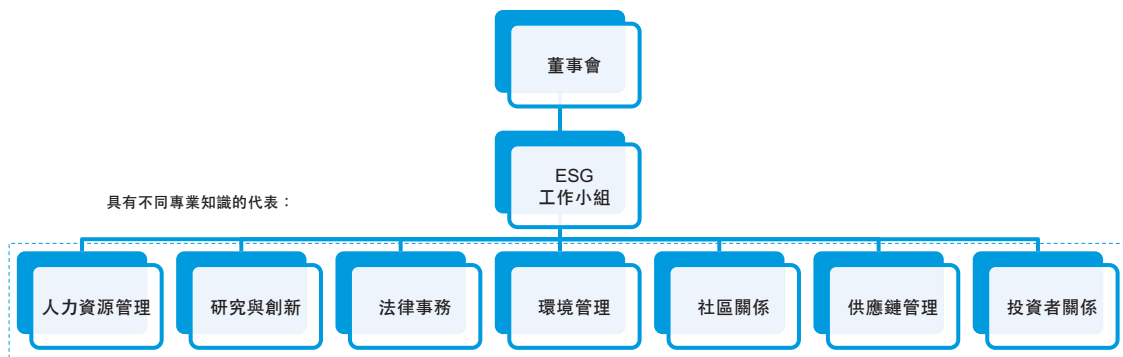 董事會
ESG
工作小組
具有不同專業知識的代表：
人力資源管理
研究與創新
法律事務
環境管理
社區關係
供應鏈管理
投資者關係